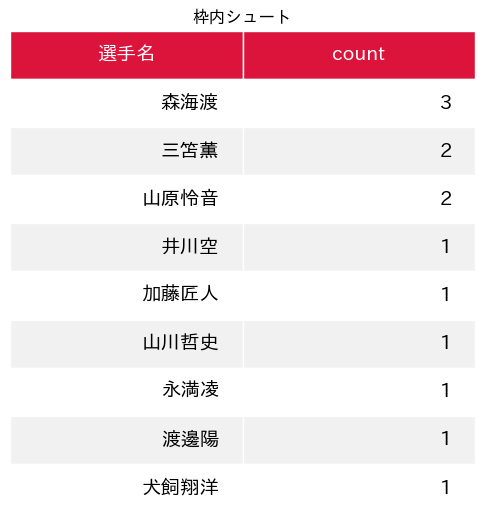 枠内シュート
選手名 count
森海渡 3
三笘薫 2
山原怜音 2
井川空 1
加藤匠人 1
山川哲史 1
永満凌 1
渡邊陽 1
犬飼翔洋 1